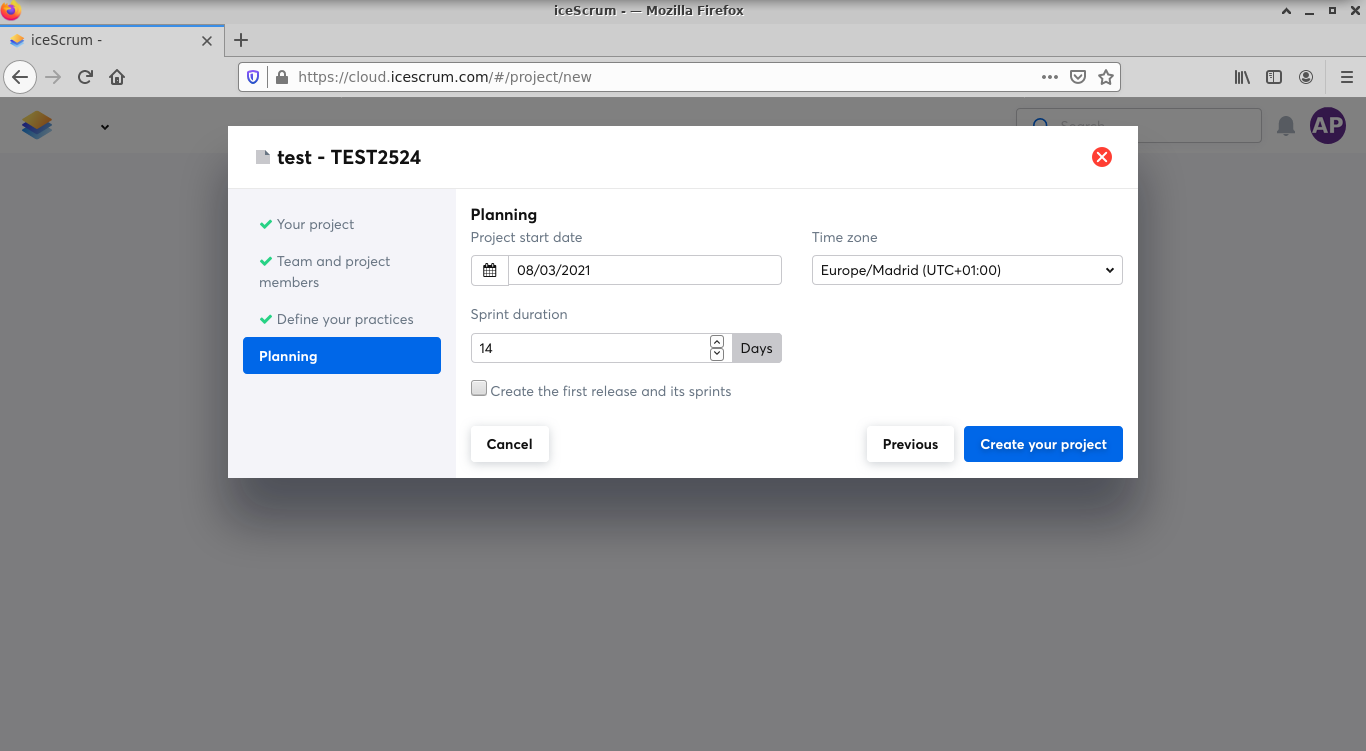 iceScrum - — Mozilla Firefox
iceScrum -
https://cloud.icescrum.com/#/project/new
Search
AP
test - TEST2524
Your project
Team and project
members
Define your practices
Planning
Planning
Project start date
Time zone
08/03/2021
Europe/Madrid (UTC+01:00)
Sprint duration
14
Days
Create the first release and its sprints
Cancel
Previous
Create your project